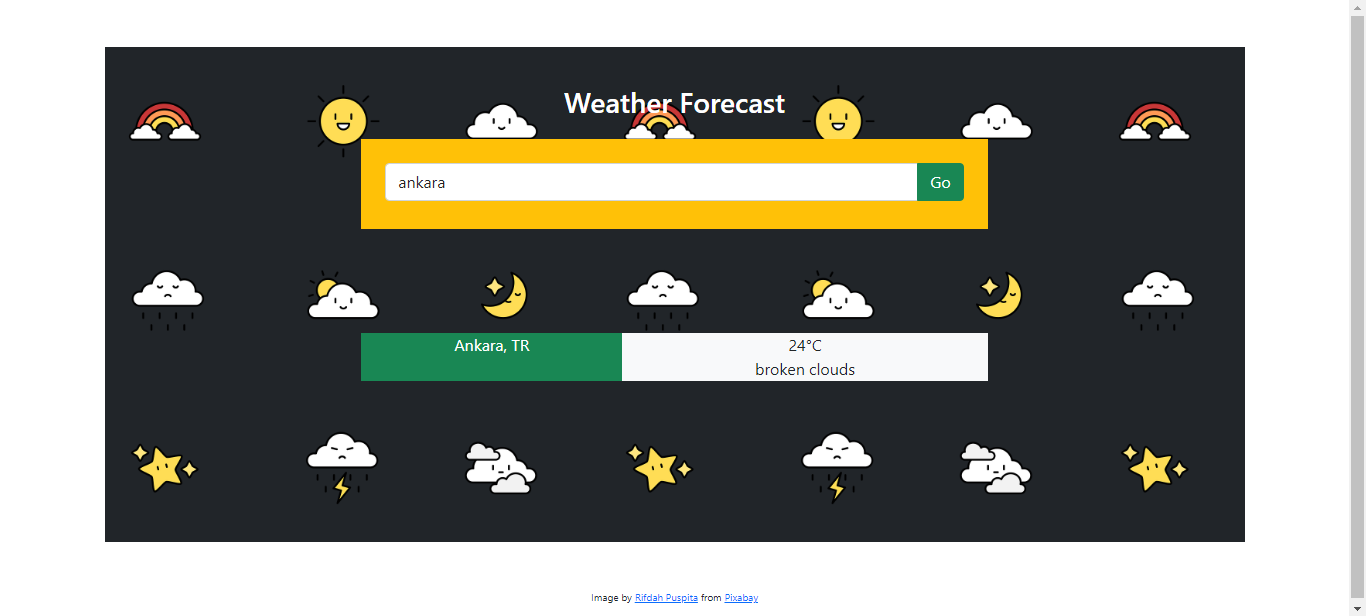 Weather Forecast
ankara
Go
Ankara, TR
24°C
broken clouds
Image by Rifdah Puspita from Pixabay